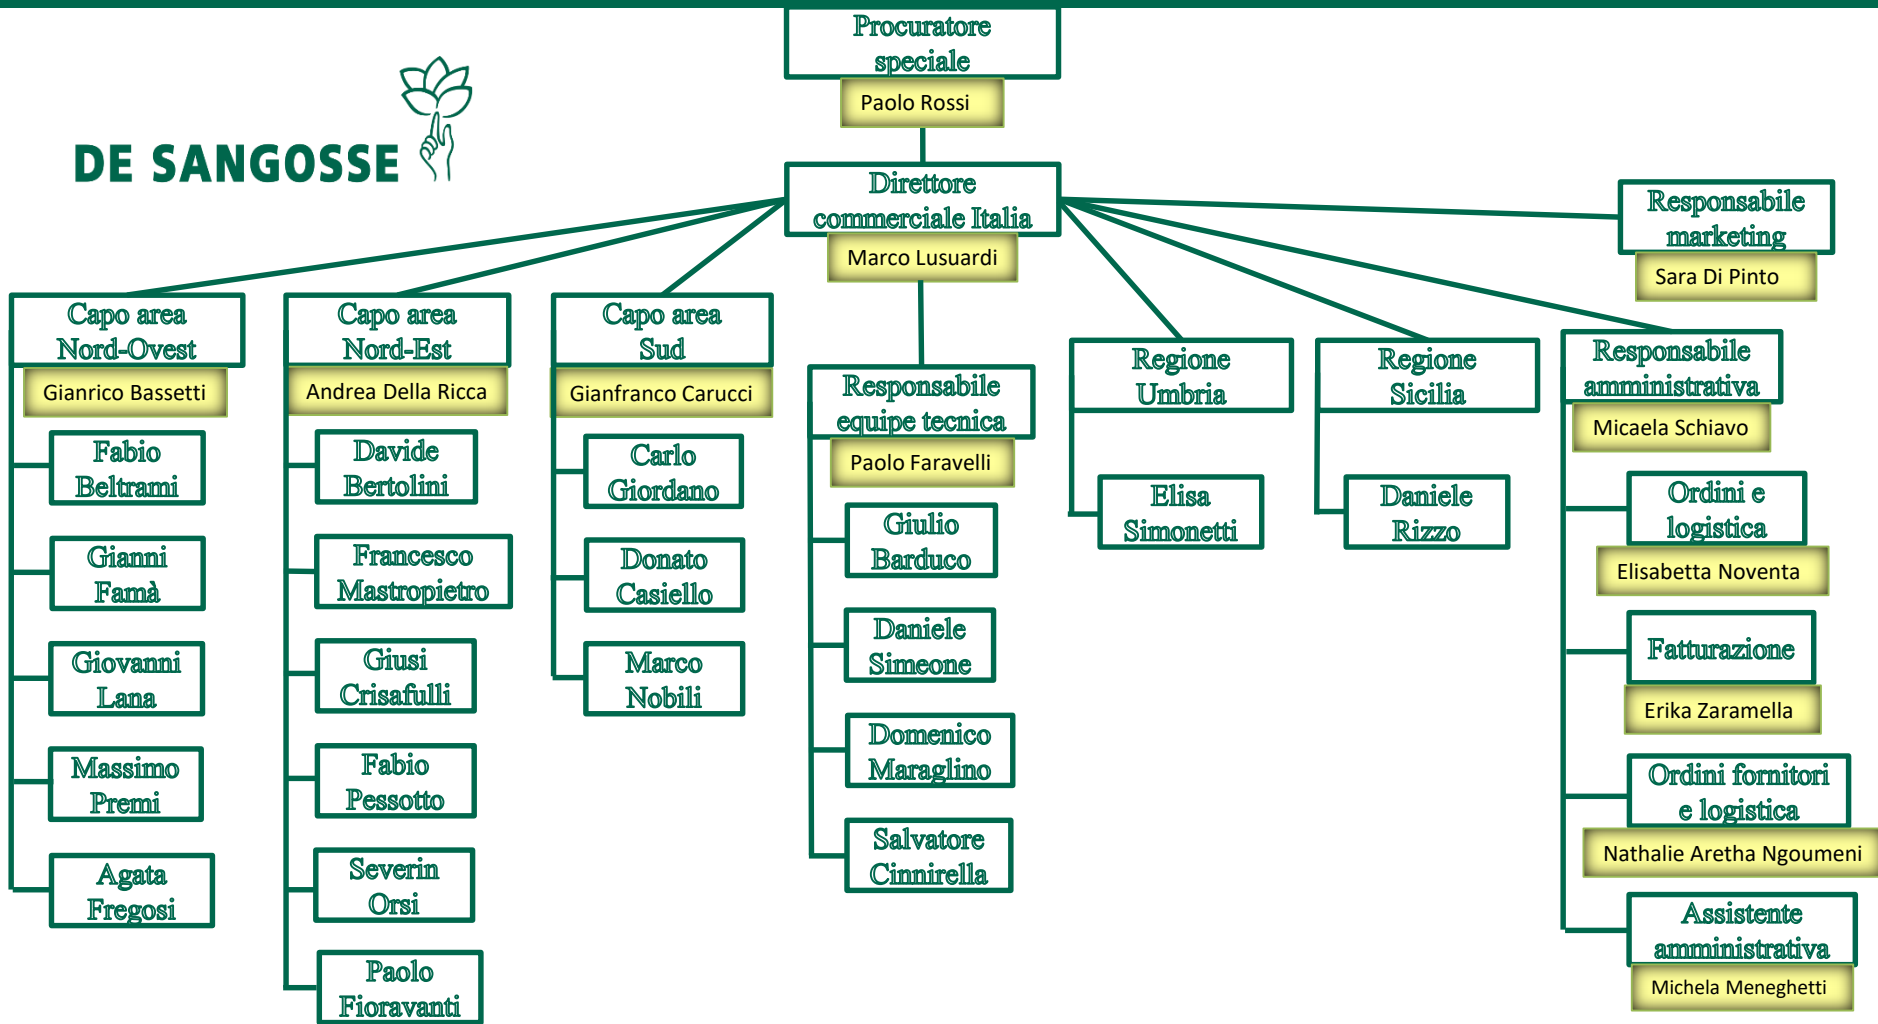 Procuratore
speciale
Paolo Rossi
DE SANGOSSE
Direttore
commerciale Italia
Marco Lusuardi
Responsabile
marketing
Sara Di Pinto
Capo area
Nord-Ovest
Gianrico Bassetti
Fabio
Beltrami
Gianni
Famà
Giovanni
Lana
Massimo
Premi
Agata
Fregosi
Capo area
Nord-Est
Andrea Della Ricca
Davide
Bertolini
Francesco
Mastropietro
Giusi
Crisafulli
Fabio
Pessotto
Severin
Orsi
Paolo
Fioravanti
Capo area
Sud
Gianfranco Carucci
Carlo
Giordano
Donato
Casiello
Marco
Nobili
Responsabile
equipe tecnica
Paolo Faravelli
Giulio
Barduco
Daniele
Simeone
Domenico
Maraglino
Salvatore
Cinnirella
Regione
Umbria
Elisa
Simonetti
Regione
Sicilia
Daniele
Rizzo
Responsabile
amministrativa
Micaela Schiavo
Ordini e
logistica
Elisabetta Noventa
Fatturazione
Erika Zaramella
Ordini fornitori
e logistica
Nathalie Aretha Ngoumeni
Assistente
amministrativa
Michela Meneghetti